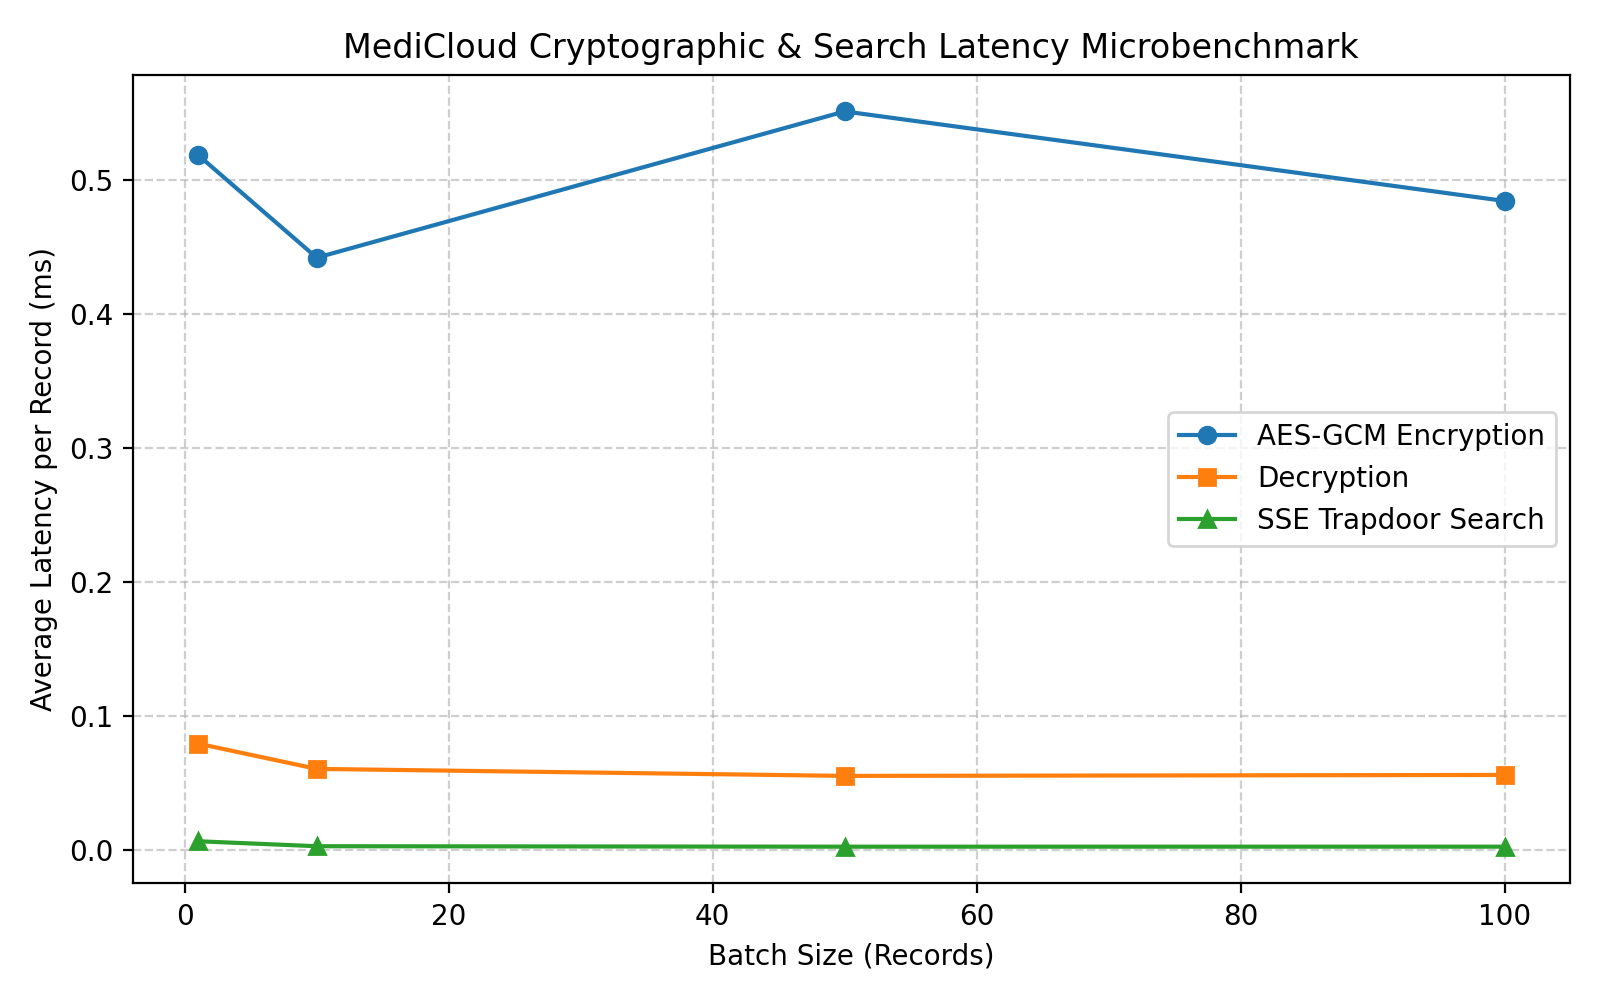 MediCloud Cryptographic & Search Latency Microbenchmark
Average Latency per Record (ms)
0.5
0.4
0.3
0.2
0.1
0.0
AES-GCM Encryption
Decryption
SSE Trapdoor Search
0 20 40 60 80 100
Batch Size (Records)